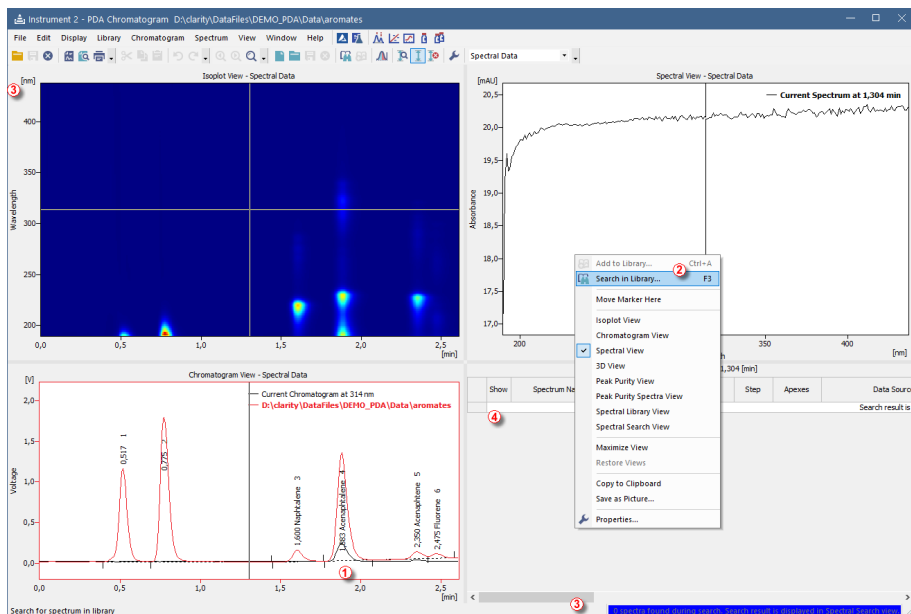 Instrument 2 - PDA Chromatogram D:\clarity\DataFiles\DEMO_PDA\Data\aromates
File Edit Display Library Chromatogram Spectrum View Window Help
Spectral Data
Isoplot View - Spectral Data
[nm]
3
400
350
300
250
200
Wavelength
0,0 0,5 1,0 1,5 2,0 2,5
[min]
Spectral View - Spectral Data
[mAU]
Current Spectrum at 1,304 min
20,5
20,0
19,5
19,0
18,5
18,0
17,5
17,0
Absorbance
200 350 400
[nm]
Add to Library... Ctrl+A
Search in Library... F3
2
Move Marker Here
Isoplot View
Chromatogram View
Spectral View
3D View
Peak Purity View
Peak Purity Spectra View
Spectral Library View
Spectral Search View
Maximize View
Restore Views
Copy to Clipboard
Save as Picture...
Properties...
Chromatogram View - Spectral Data
[V]
Current Chromatogram at 314 nm
D:\clarity\DataFiles\DEMO_PDA\Data\aromates
2,0
1,5
1,0
0,5
0,0
Voltage
0,517 1
0,775 2
1,600 Naphtalene 3
1,883 Acenaphtalene 4
2,350 Acenaphtene 5
2,475 Fluorene 6
1
0,0 0,5 1,0 1,5 2,0 2,5
[min]
1,304 [min]
Show Spectrum Na Step Apexes Data Sourc
Search result is
4
3
Search for spectrum in library
0 spectra found during search. Search result is displayed in Spectral Search view.